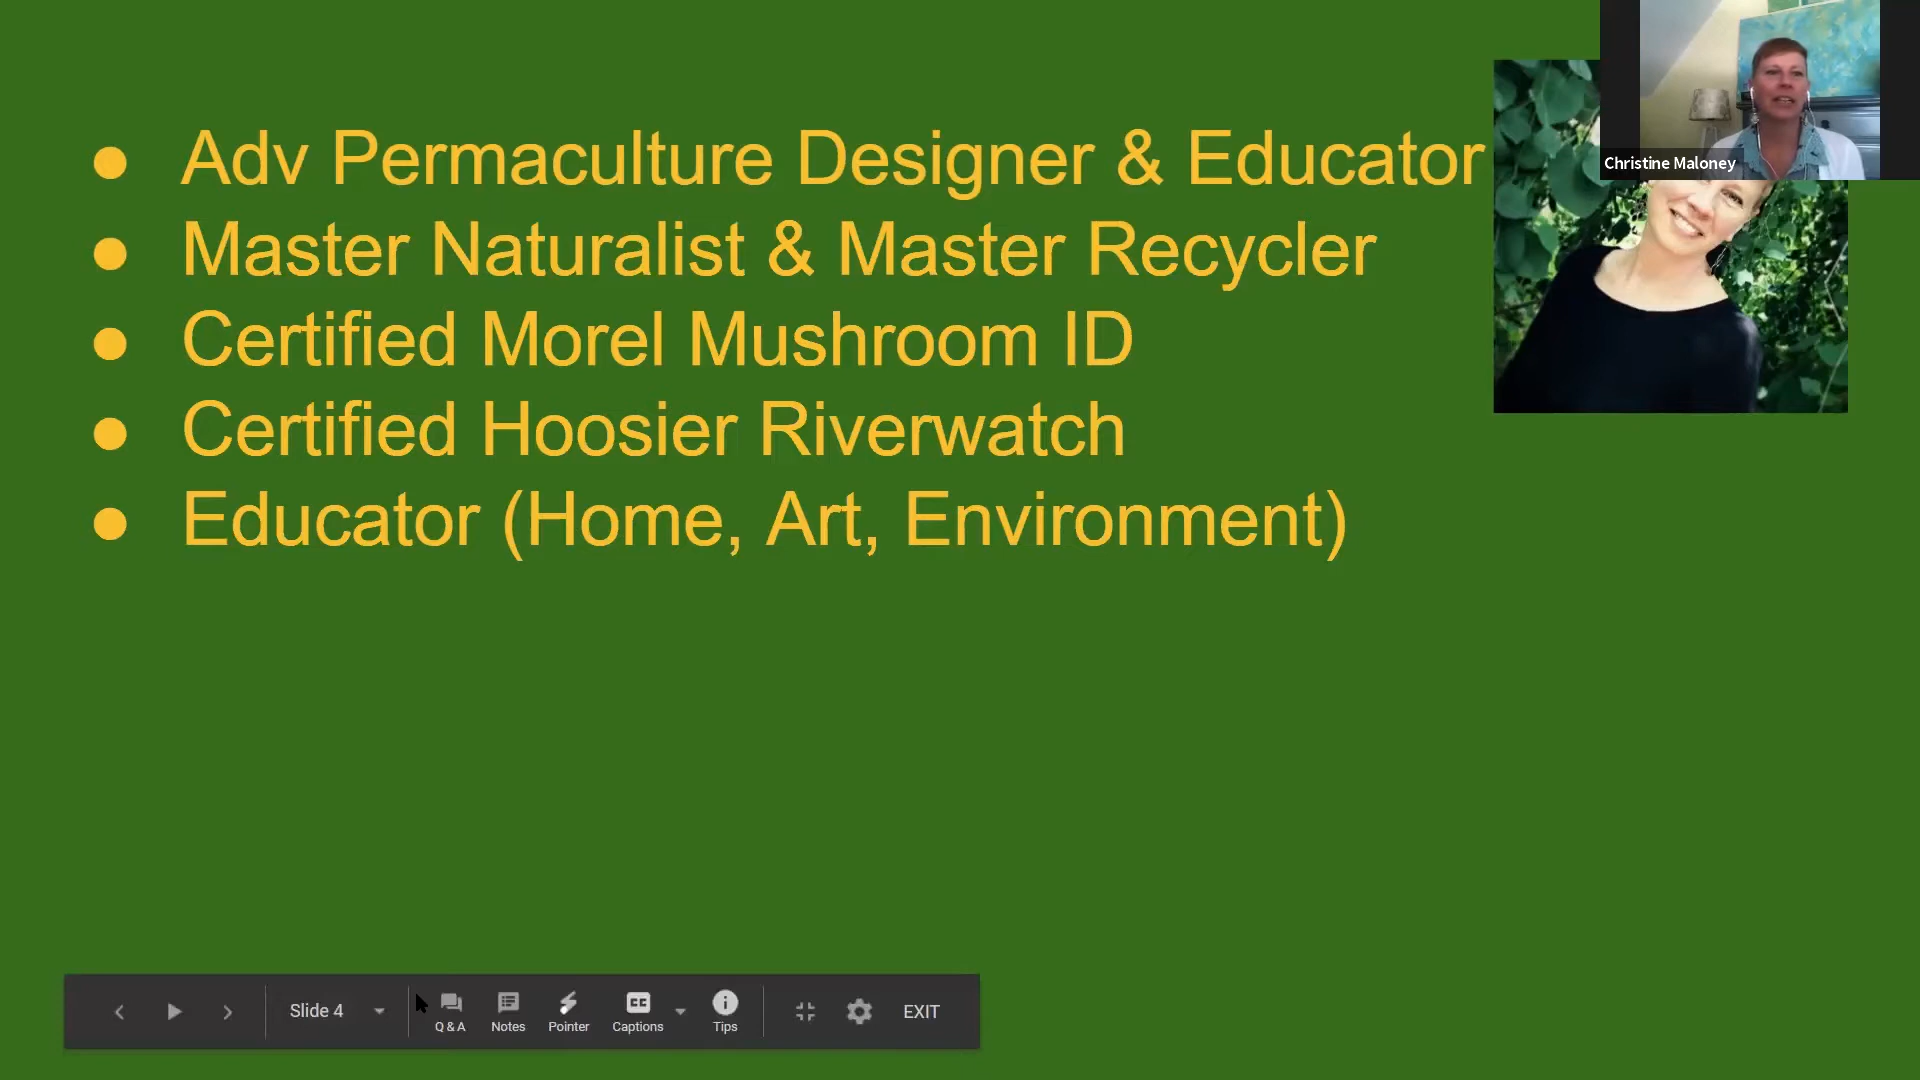 Christine Maloney
● Adv Permaculture Designer & Educator
● Master Naturalist & Master Recycler
● Certified Morel Mushroom ID
● Certified Hoosier Riverwatch
● Educator (Home, Art, Environment)
Slide 4
Q & A
Notes
Pointer
CC
Captions
Tips
EXIT